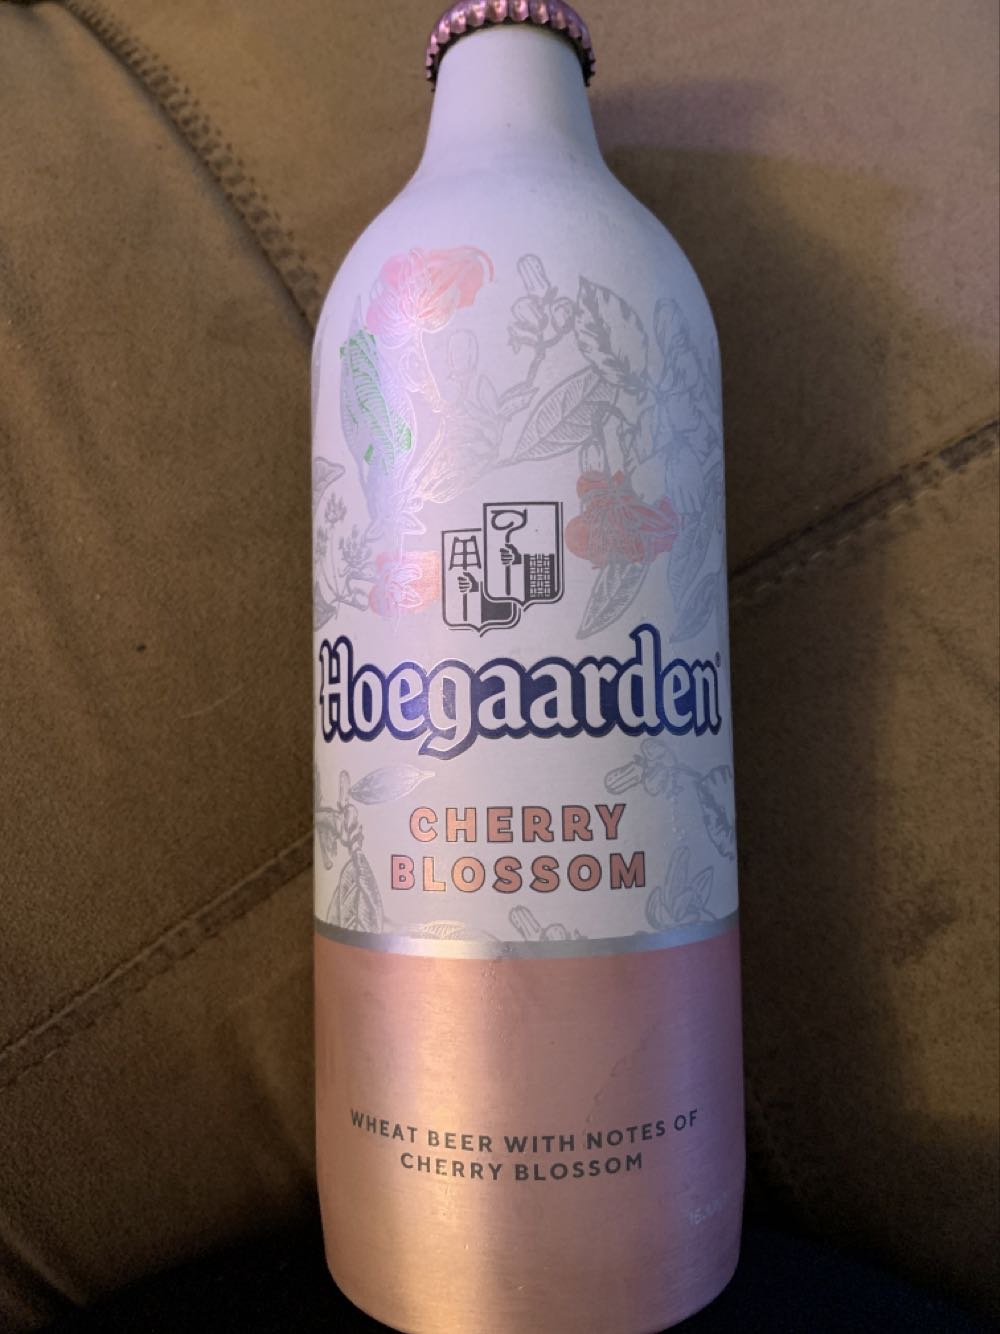 Hoegaarden®
CHERRY
BLOSSOM
WHEAT BEER WITH NOTES OF
CHERRY BLOSSOM